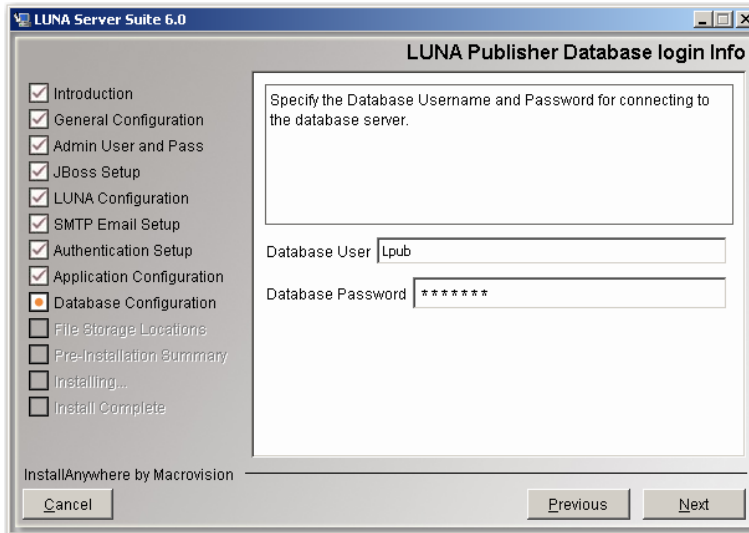 LUNA Server Suite 6.0
LUNA Publisher Database login Info
Introduction
General Configuration
Admin User and Pass
JBoss Setup
LUNA Configuration
SMTP Email Setup
Authentication Setup
Application Configuration
Database Configuration
File Storage Locations
Pre-Installation Summary
Installing...
Install Complete
Specify the Database Username and Password for connecting to
the database server.
Database User Lpub
Database Password *******
InstallAnywhere by Macrovision
Cancel
Previous
Next